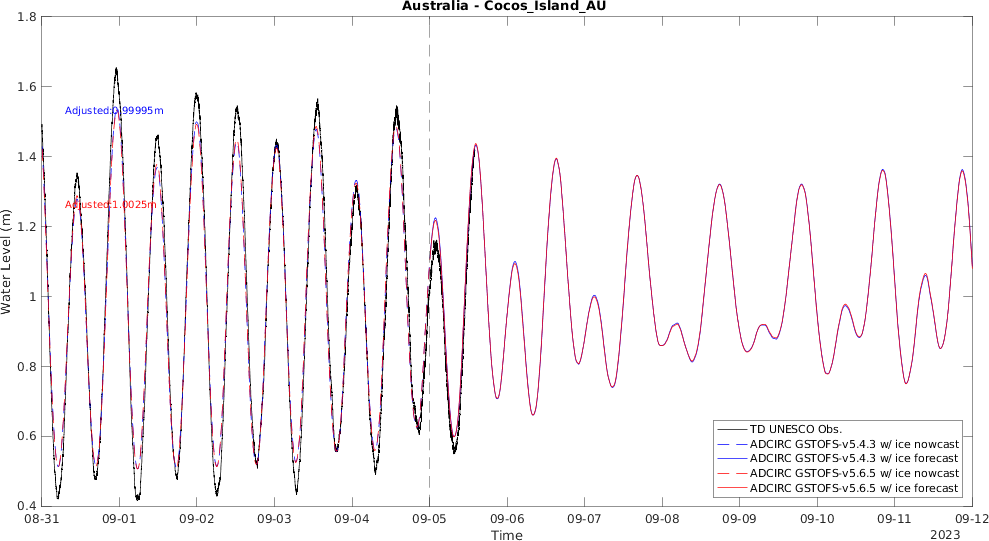 Australia - Cocos_Island_AU
1.8
1.6
1.4
1.2
1
0.8
0.6
0.4
Water Level (m)
Adjusted:0.99995m
Adjusted:1.0025m
TD UNESCO Obs.
ADCIRC GSTOFS-v5.4.3 w/ ice nowcast
ADCIRC GSTOFS-v5.4.3 w/ ice forecast
ADCIRC GSTOFS-v5.6.5 w/ ice nowcast
ADCIRC GSTOFS-v5.6.5 w/ ice forecast
08-31 09-01 09-02 09-03 09-04 09-05 09-06 09-07 09-08 09-09 09-10 09-11 09-12
Time
2023